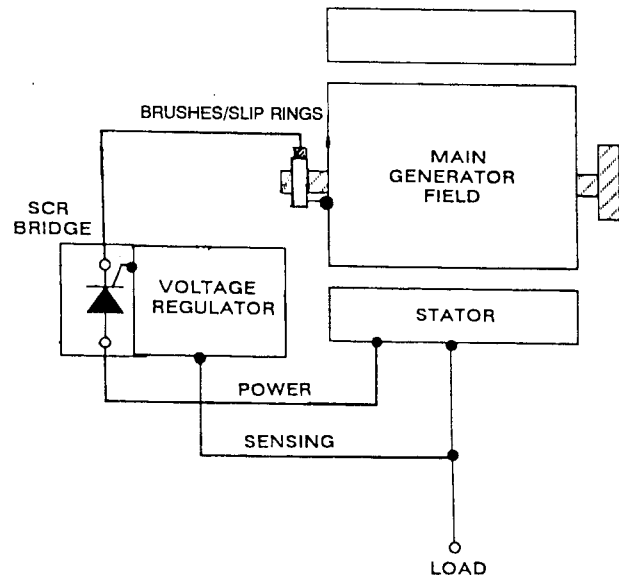 BRUSHES/SLIP RINGS
MAIN
GENERATOR
FIELD
SCR
BRIDGE
VOLTAGE
REGULATOR
STATOR
POWER
SENSING
LOAD